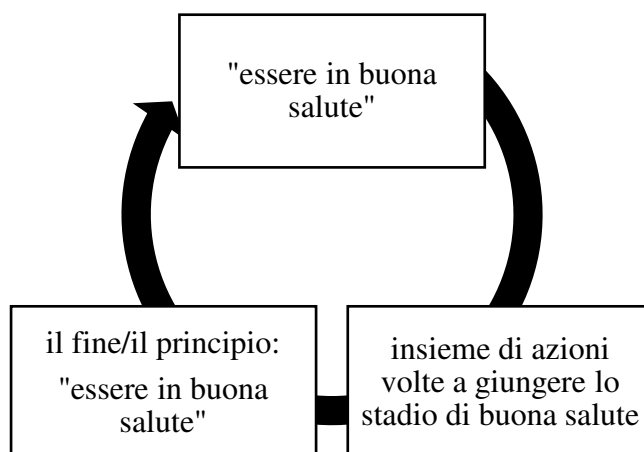 "essere in buona
salute"
il fine/il principio:
"essere in buona
salute"
insieme di azioni
volte a giungere lo
stadio di buona salute